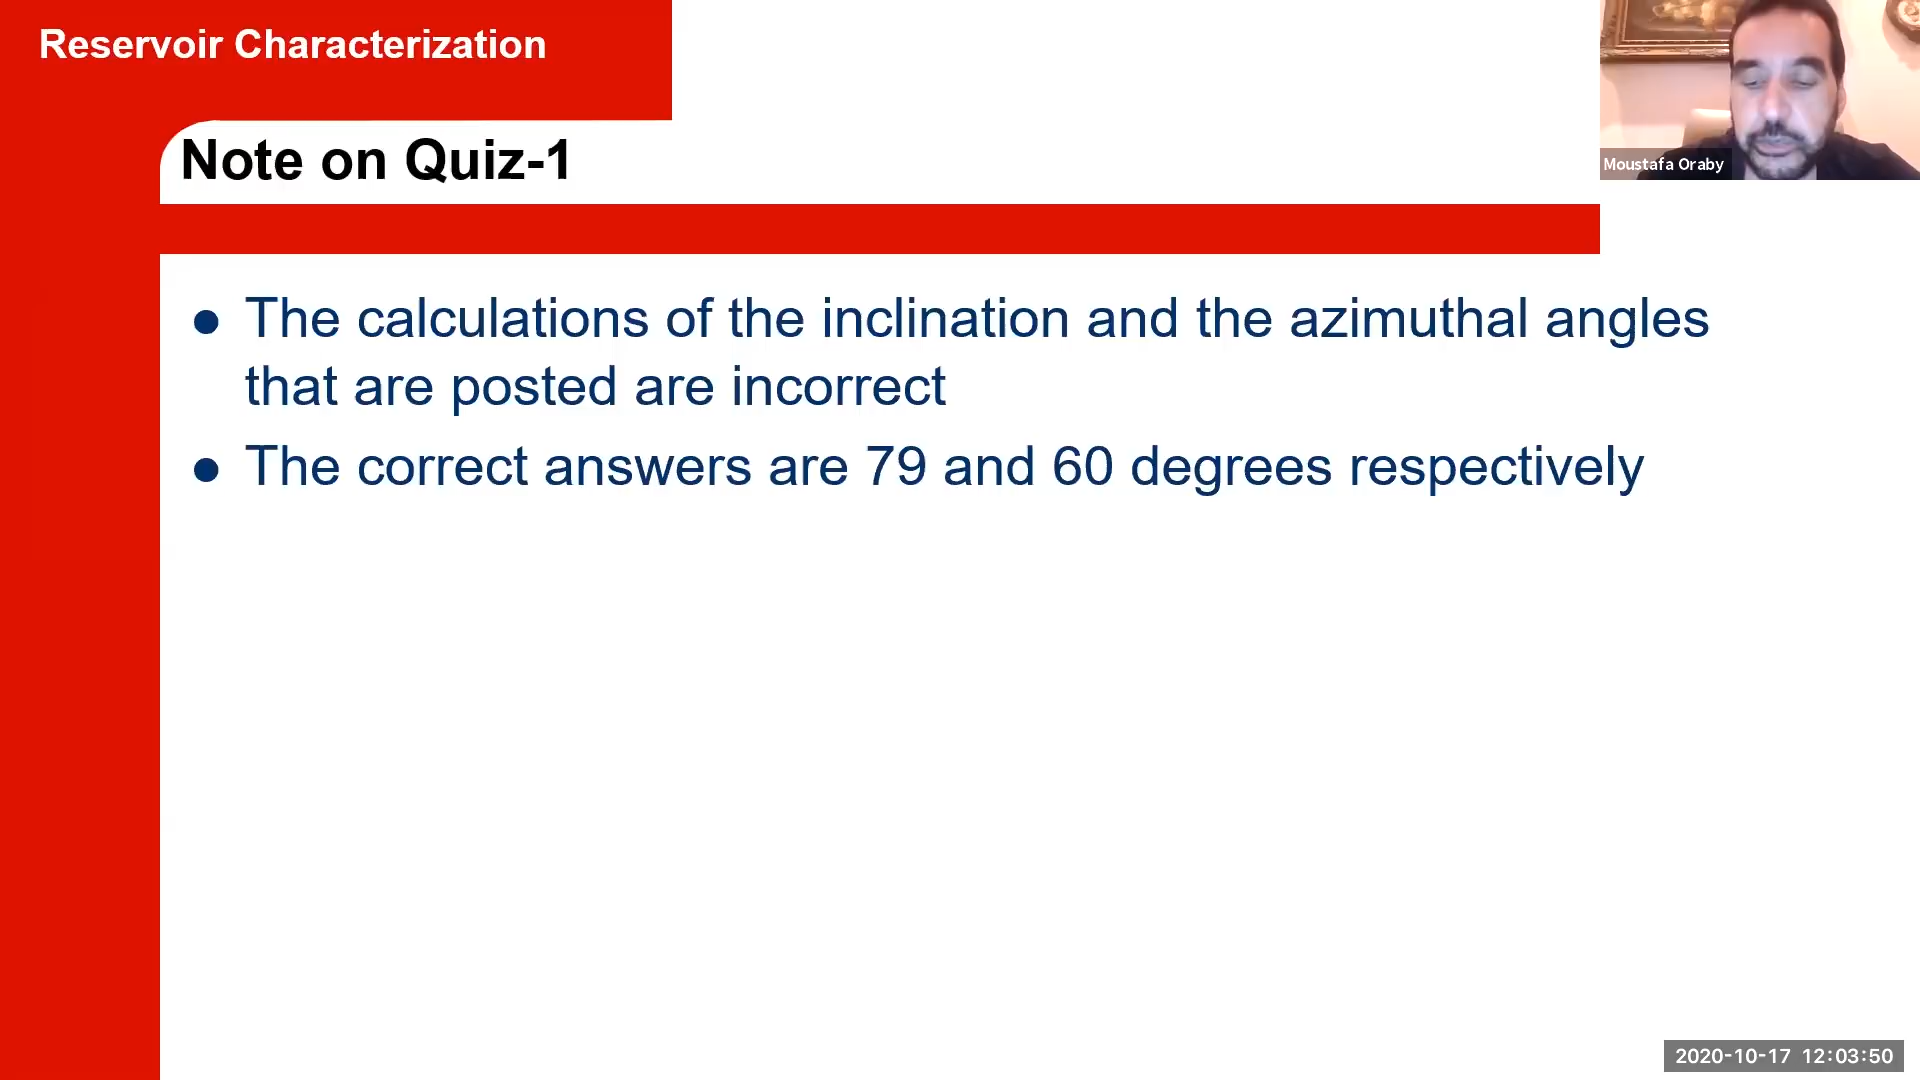 Reservoir Characterization
Note on Quiz-1
Moustafa Oraby
● The calculations of the inclination and the azimuthal angles
that are posted are incorrect
● The correct answers are 79 and 60 degrees respectively
2020-10-17 12:03:50